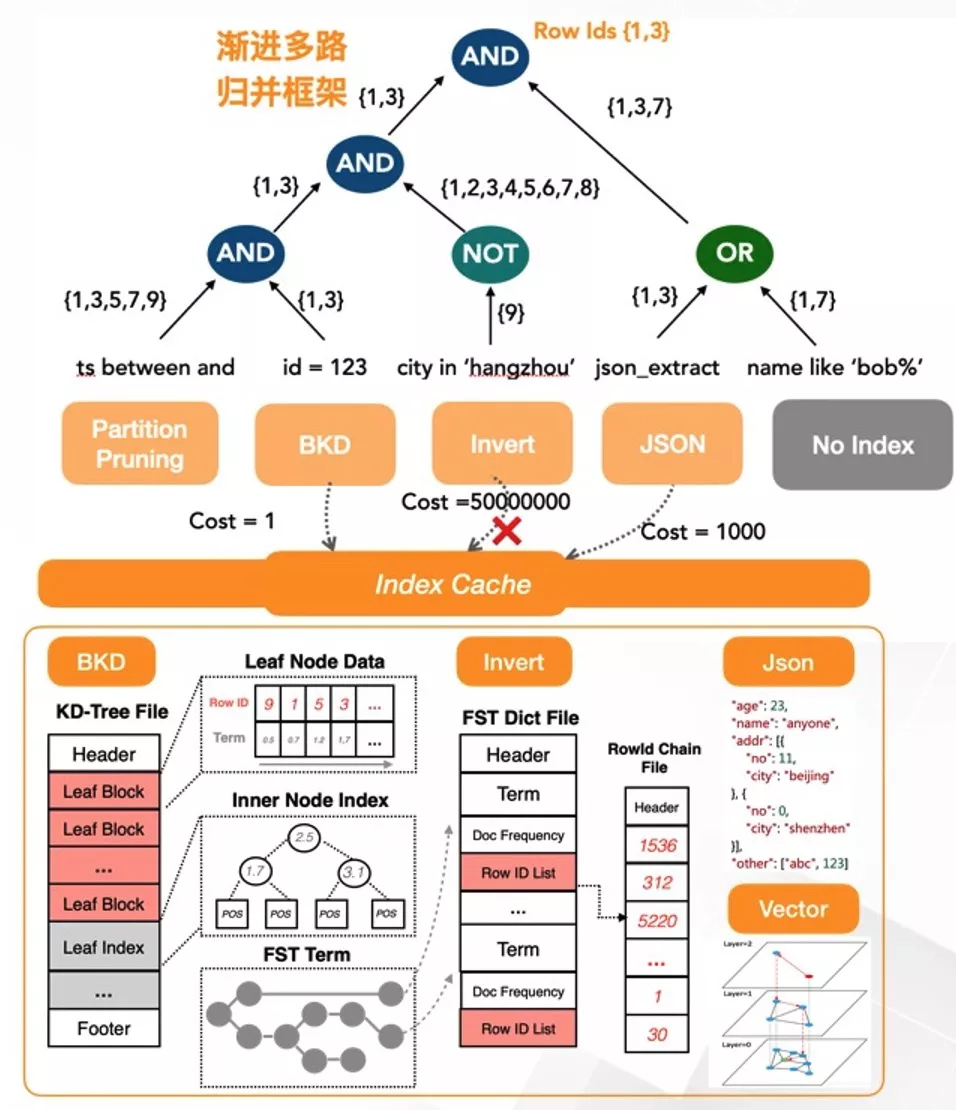 渐进多路
归并框架
AND
Row Ids {1,3}
{1,3}
{1,3,7}
AND
{1,3}
{1,2,3,4,5,6,7,8}
AND
NOT
OR
{1,3,5,7,9}
{1,3}
{9}
{1,3}
{1,7}
ts between and
id = 123
city in ‘hangzhou’
json_extract
name like ‘bob%’
Partition
Pruning
BKD
Invert
JSON
No Index
Cost = 1
Cost =50000000
Cost = 1000
Index Cache
BKD
KD-Tree File
Header
Leaf Block
Leaf Block
...
Leaf Block
Leaf Index
...
Footer
Leaf Node Data
Row ID 9 1 5 3 ...
Term 0.5 0.7 1.2 1,7 ...
Inner Node Index
2.5
1.7 3.1
POS POS POS POS
FST Term
Invert
FST Dict File
Header
Term
Doc Frequency
Row ID List
...
Term
Doc Frequency
Row ID List
RowId Chain
File
Header
1536
312
5220
...
1
30
Json
"age": 23,
"name": "anyone",
"addr": [{
"no": 11,
"city": "beijing"
}, {
"no": 0,
"city": "shenzhen"
}],
"other": ["abc", 123]
Vector
Layer=2
Layer=1
Layer=0